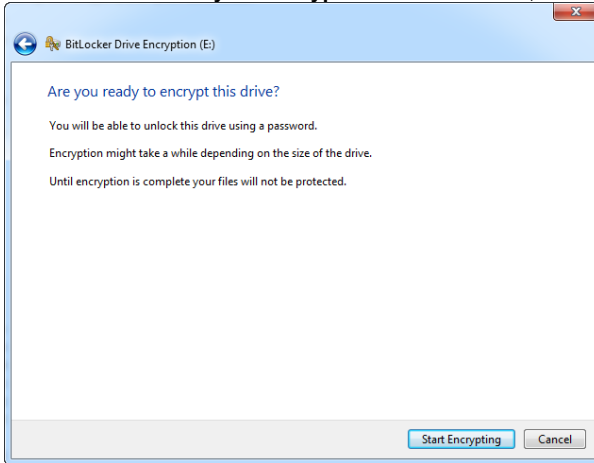 BitLocker Drive Encryption (E:)
Are you ready to encrypt this drive?
You will be able to unlock this drive using a password.
Encryption might take a while depending on the size of the drive.
Until encryption is complete your files will not be protected.
Start Encrypting
Cancel